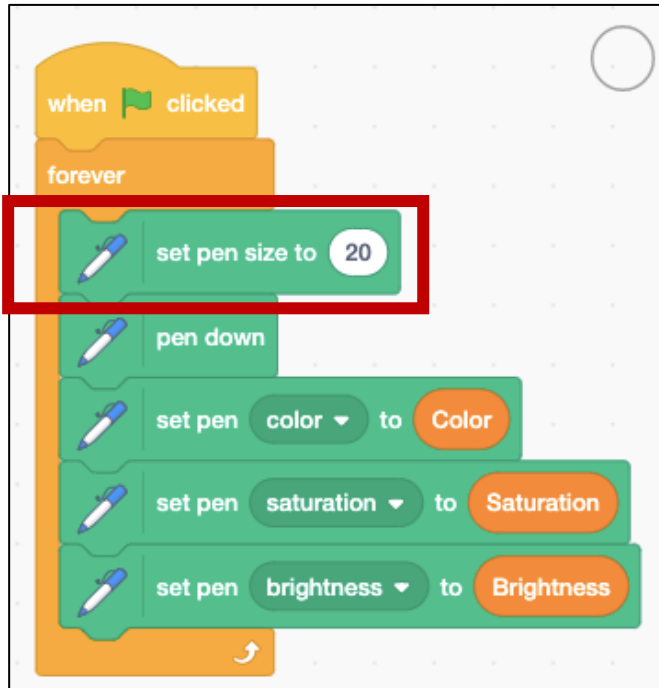 when clicked
forever
set pen size to 20
pen down
set pen color to Color
set pen saturation to Saturation
set pen brightness to Brightness